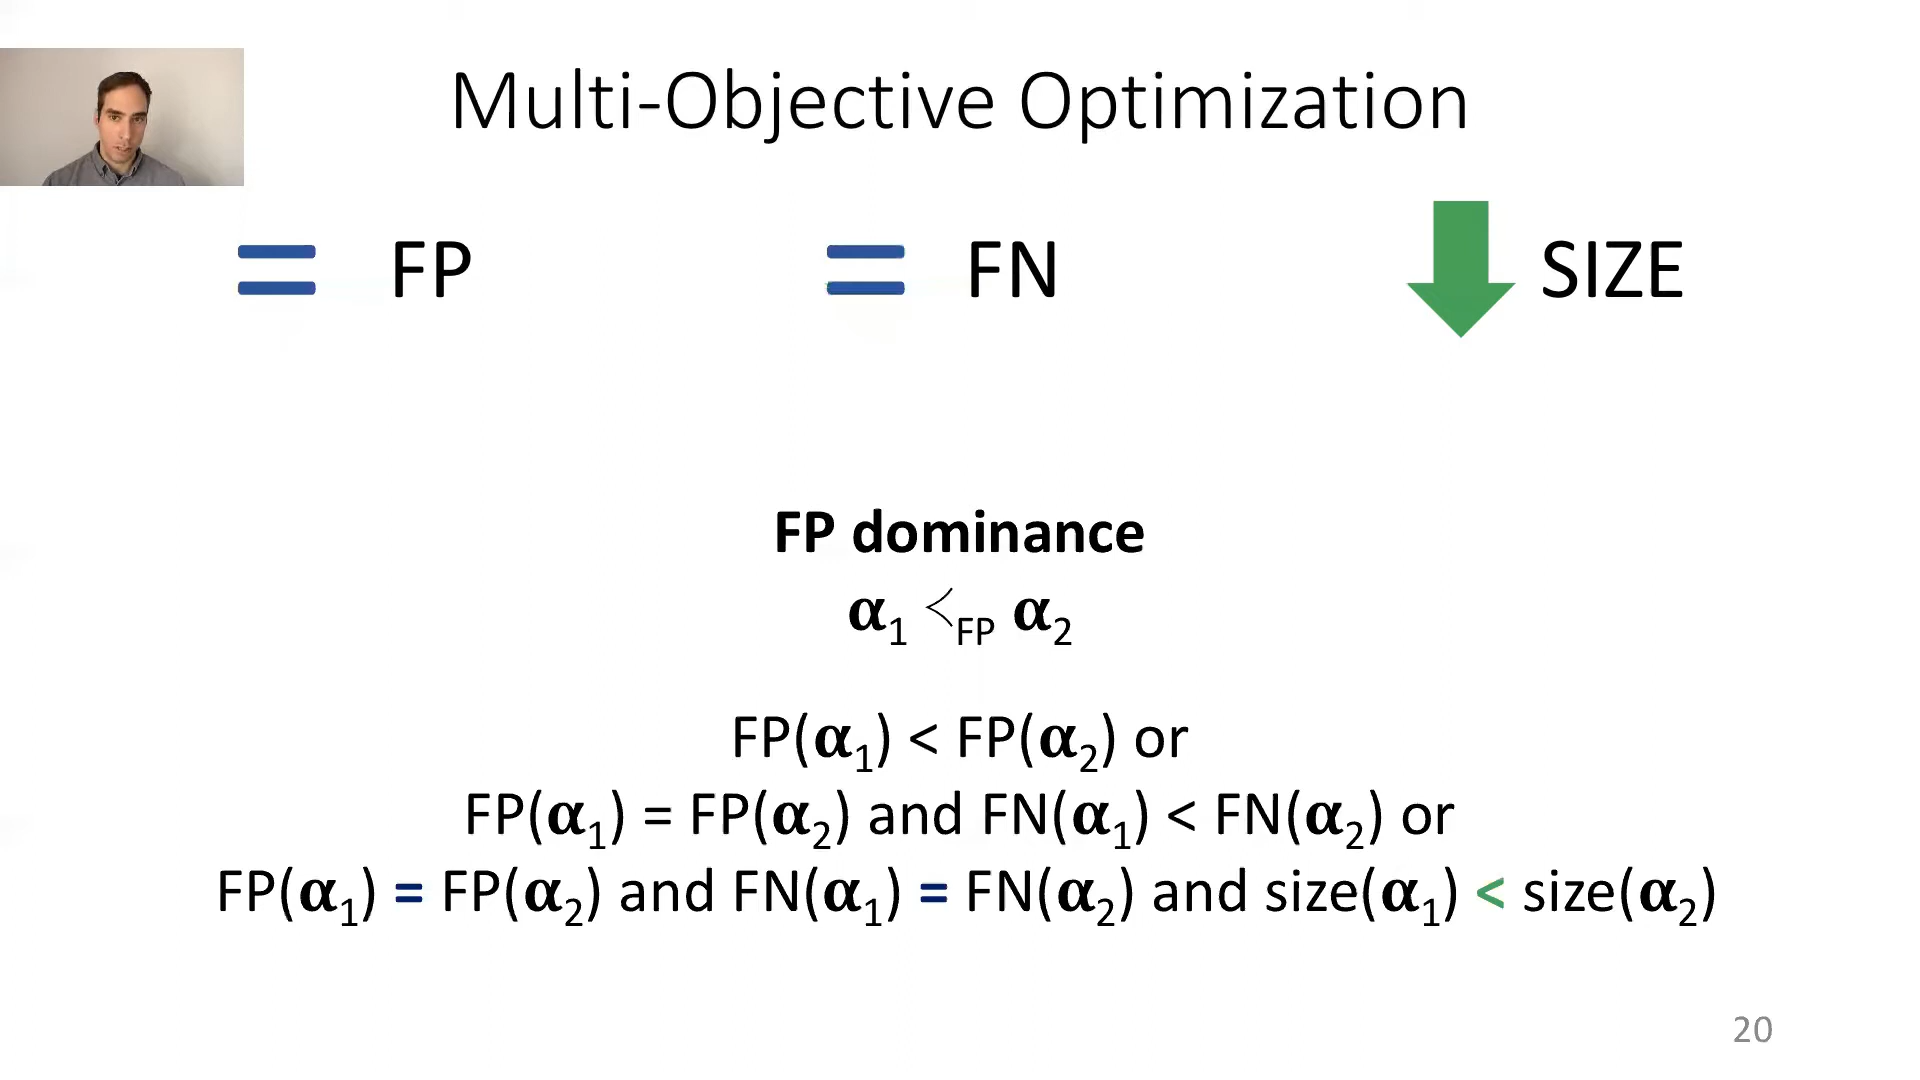 Multi-Objective Optimization
= FP = FN SIZE
FP dominance
α₁ ≺FP α₂
FP(α₁) < FP(α₂) or
FP(α₁) = FP(α₂) and FN(α₁) < FN(α₂) or
FP(α₁) = FP(α₂) and FN(α₁) = FN(α₂) and size(α₁) < size(α₂)
20